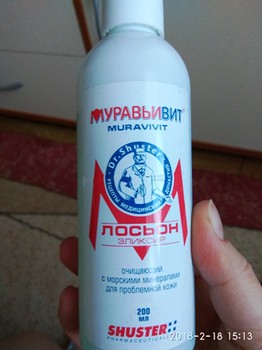 МУРАВЬИВИТ
MURAVIVIT
Dr. Shuster
ЛОСЬОН
ЭЛИКСИР
очищающий
с морскими минералами
для проблемной кожи
200
МЛ
SHUSTER
PHARMACEUTICALS
2018-2-18 15:13